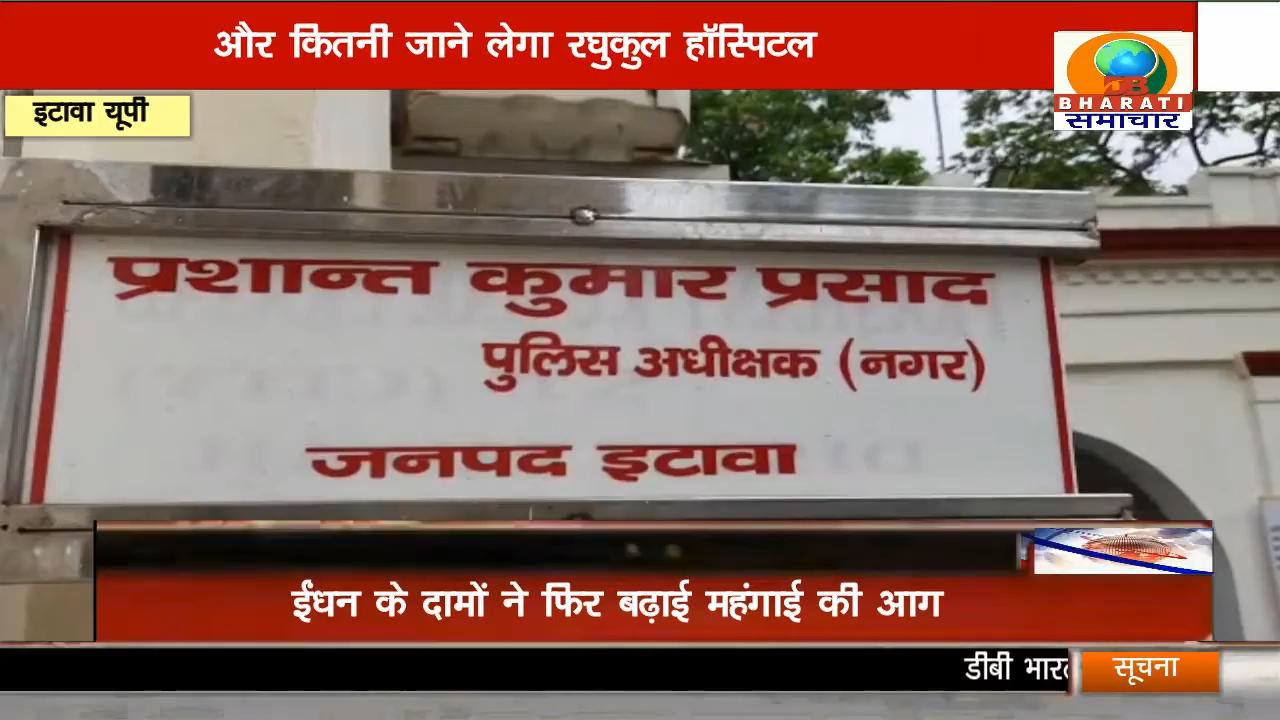 और कितनी जाने लेगा रघुकुल हॉस्पिटल
इटावा यूपी
BHARATI
समाचार
प्रशान्त कुमार प्रसाद
पुलिस अधीक्षक (नगर)
जनपद इटावा
ईंधन के दामों ने फिर बढ़ाई महंगाई की आग
डीबी
सूचना